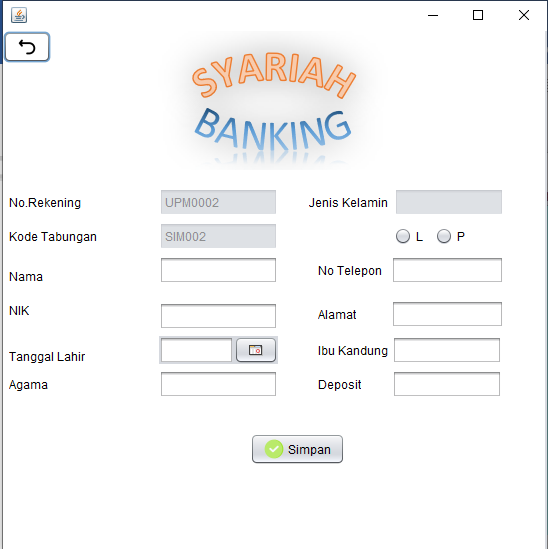 SYARIAH
BANKING
No.Rekening UPM0002 Jenis Kelamin
Kode Tabungan SIM002 L P
Nama No Telepon
NIK Alamat
Tanggal Lahir Ibu Kandung
Agama Deposit
Simpan